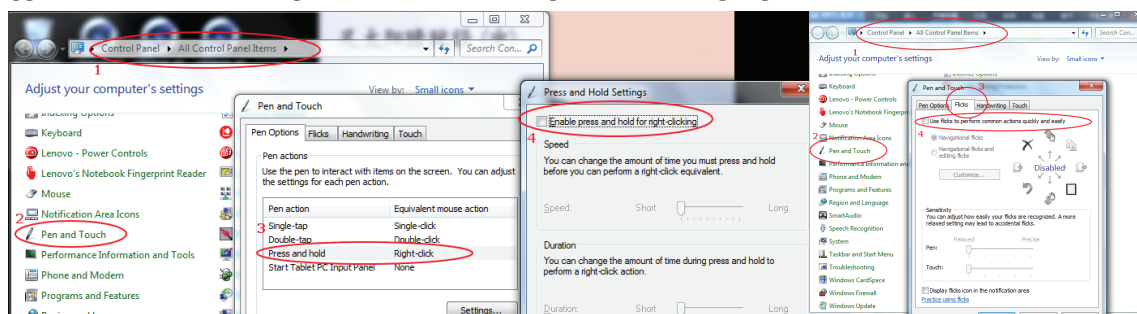 Control Panel ▸ All Control Panel Items ▸
Search Con...
1
Adjust your computer's settings
View by: Small icons ▼
Indexing Options
Keyboard
Lenovo - Power Controls
Lenovo's Notebook Fingerprint Reader
Mouse
Notification Area Icons
2
Pen and Touch
Performance Information and Tools
Phone and Modem
Programs and Features
Pen and Touch
Pen Options Flicks Handwriting Touch
Pen actions
Use the pen to interact with items on the screen. You can adjust
the settings for each pen action.
Pen action Equivalent mouse action
Single-tap Single-click
3
Double-tap Double-click
Press and hold Right-click
Start Tablet PC Input Panel None
Settings...
Press and Hold Settings
Enable press and hold for right-clicking
4
Speed
You can change the amount of time you must press and hold
before you can perform a right-click equivalent.
Speed: Short Long
Duration
You can change the amount of time during press and hold to
perform a right-click action.
Duration: Short Long
Control Panel ▸ All Control Panel Items ▸
Search Con...
1
Adjust your computer's settings
View by: Small icons ▼
Indexing Options
Keyboard
Lenovo - Power Controls
Lenovo's Notebook Fingerprint
Mouse
2
Notification Area Icons
Pen and Touch
Performance Information an
Phone and Modem
Programs and Features
Region and Language
SmartAudio
Speech Recognition
System
Taskbar and Start Menu
Troubleshooting
Windows CardSpace
Windows Firewall
Windows Update
Pen and Touch
3
Pen Options Flicks Handwriting Touch
Use flicks to perform common actions quickly and easily
4
Navigational flicks
Navigational flicks and
editing flicks
Customize...
Disabled
Sensitivity
You can adjust how easily your flicks are recognized. A more
relaxed setting may lead to accidental flicks.
Relaxed Precise
Pen:
Touch:
Display flicks icon in the notification area
Practice using flicks